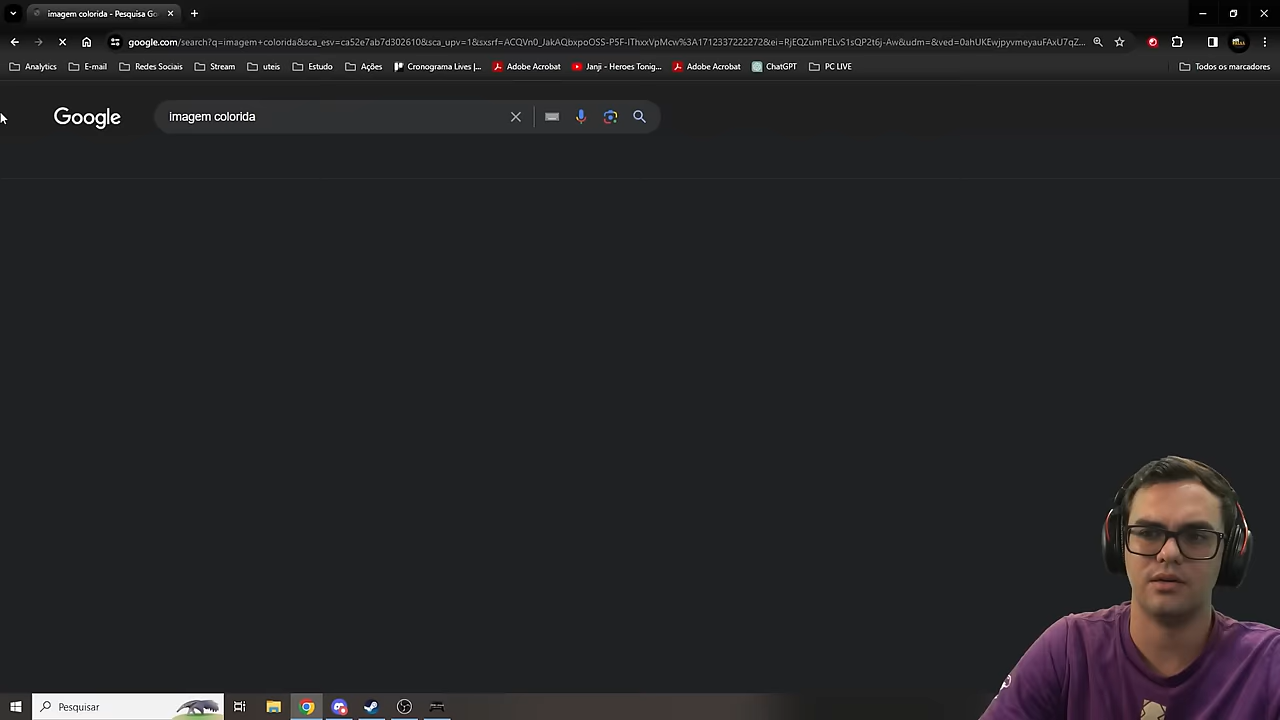 imagem colorida - Pesquisa Go
google.com/search?q=imagem+colorida&sca_esv=ca52e7ab7d302610&sca_upv=1&sxsrf=ACQVn0_JakAQbxpoOSS-P5F-IThxxVpMcw%3A1712337222272&ei=RjEQZumPELvS1sQP2t6j-Aw&udm=&ved=0ahUKEwjpyvmeyauFAxU7qZ...
Analytics E-mail Redes Sociais Stream uteis Estudo Ações Cronograma Lives |... Adobe Acrobat Janji - Heroes Tonig... Adobe Acrobat ChatGPT PC LIVE Todos os marcadores
Google imagem colorida
Pesquisar